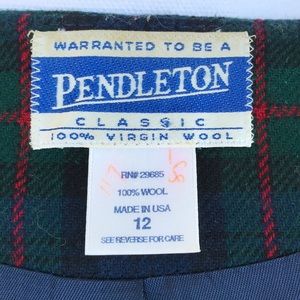 WARRANTED TO BE A
PENDLETON
CLASSIC
100% VIRGIN WOOL
RN# 29685
100% WOOL
MADE IN USA
12
SEE REVERSE FOR CARE